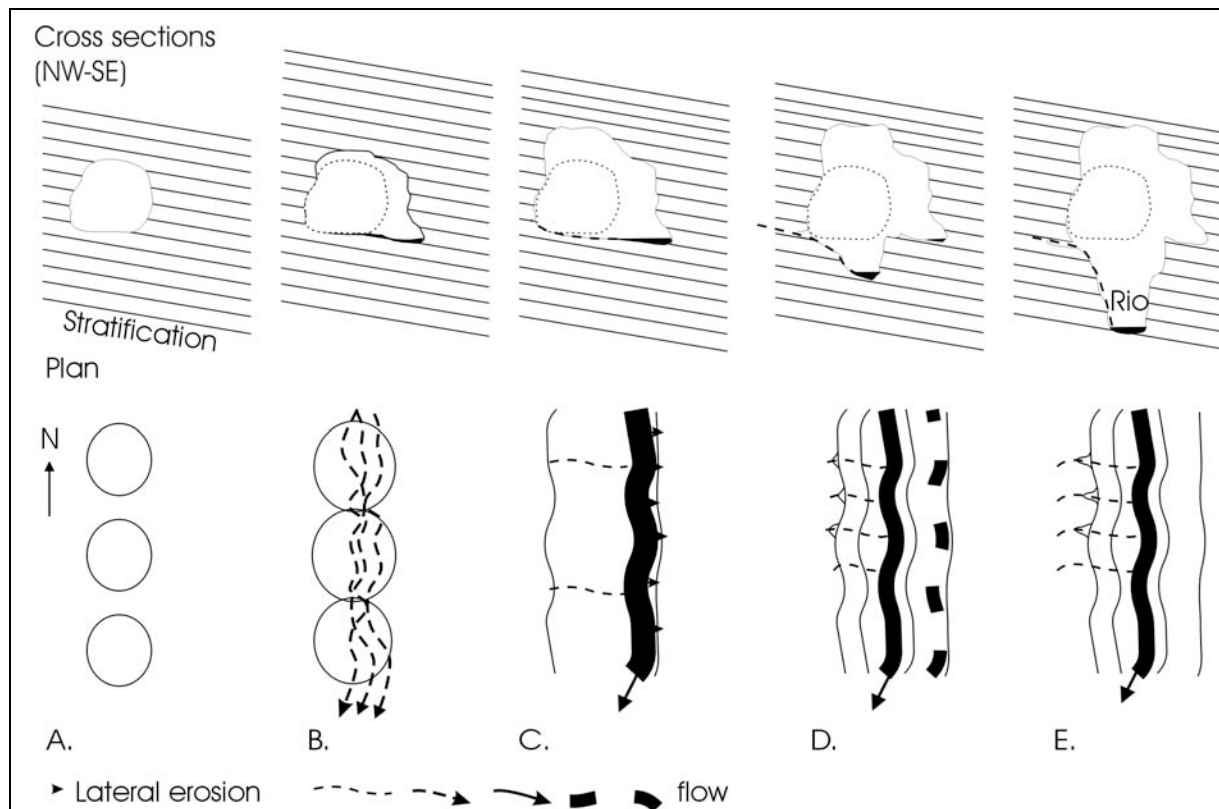 Cross sections
(NW-SE)
Stratification
Rio
Plan
N
A.
B.
C.
D.
E.
Lateral erosion
flow